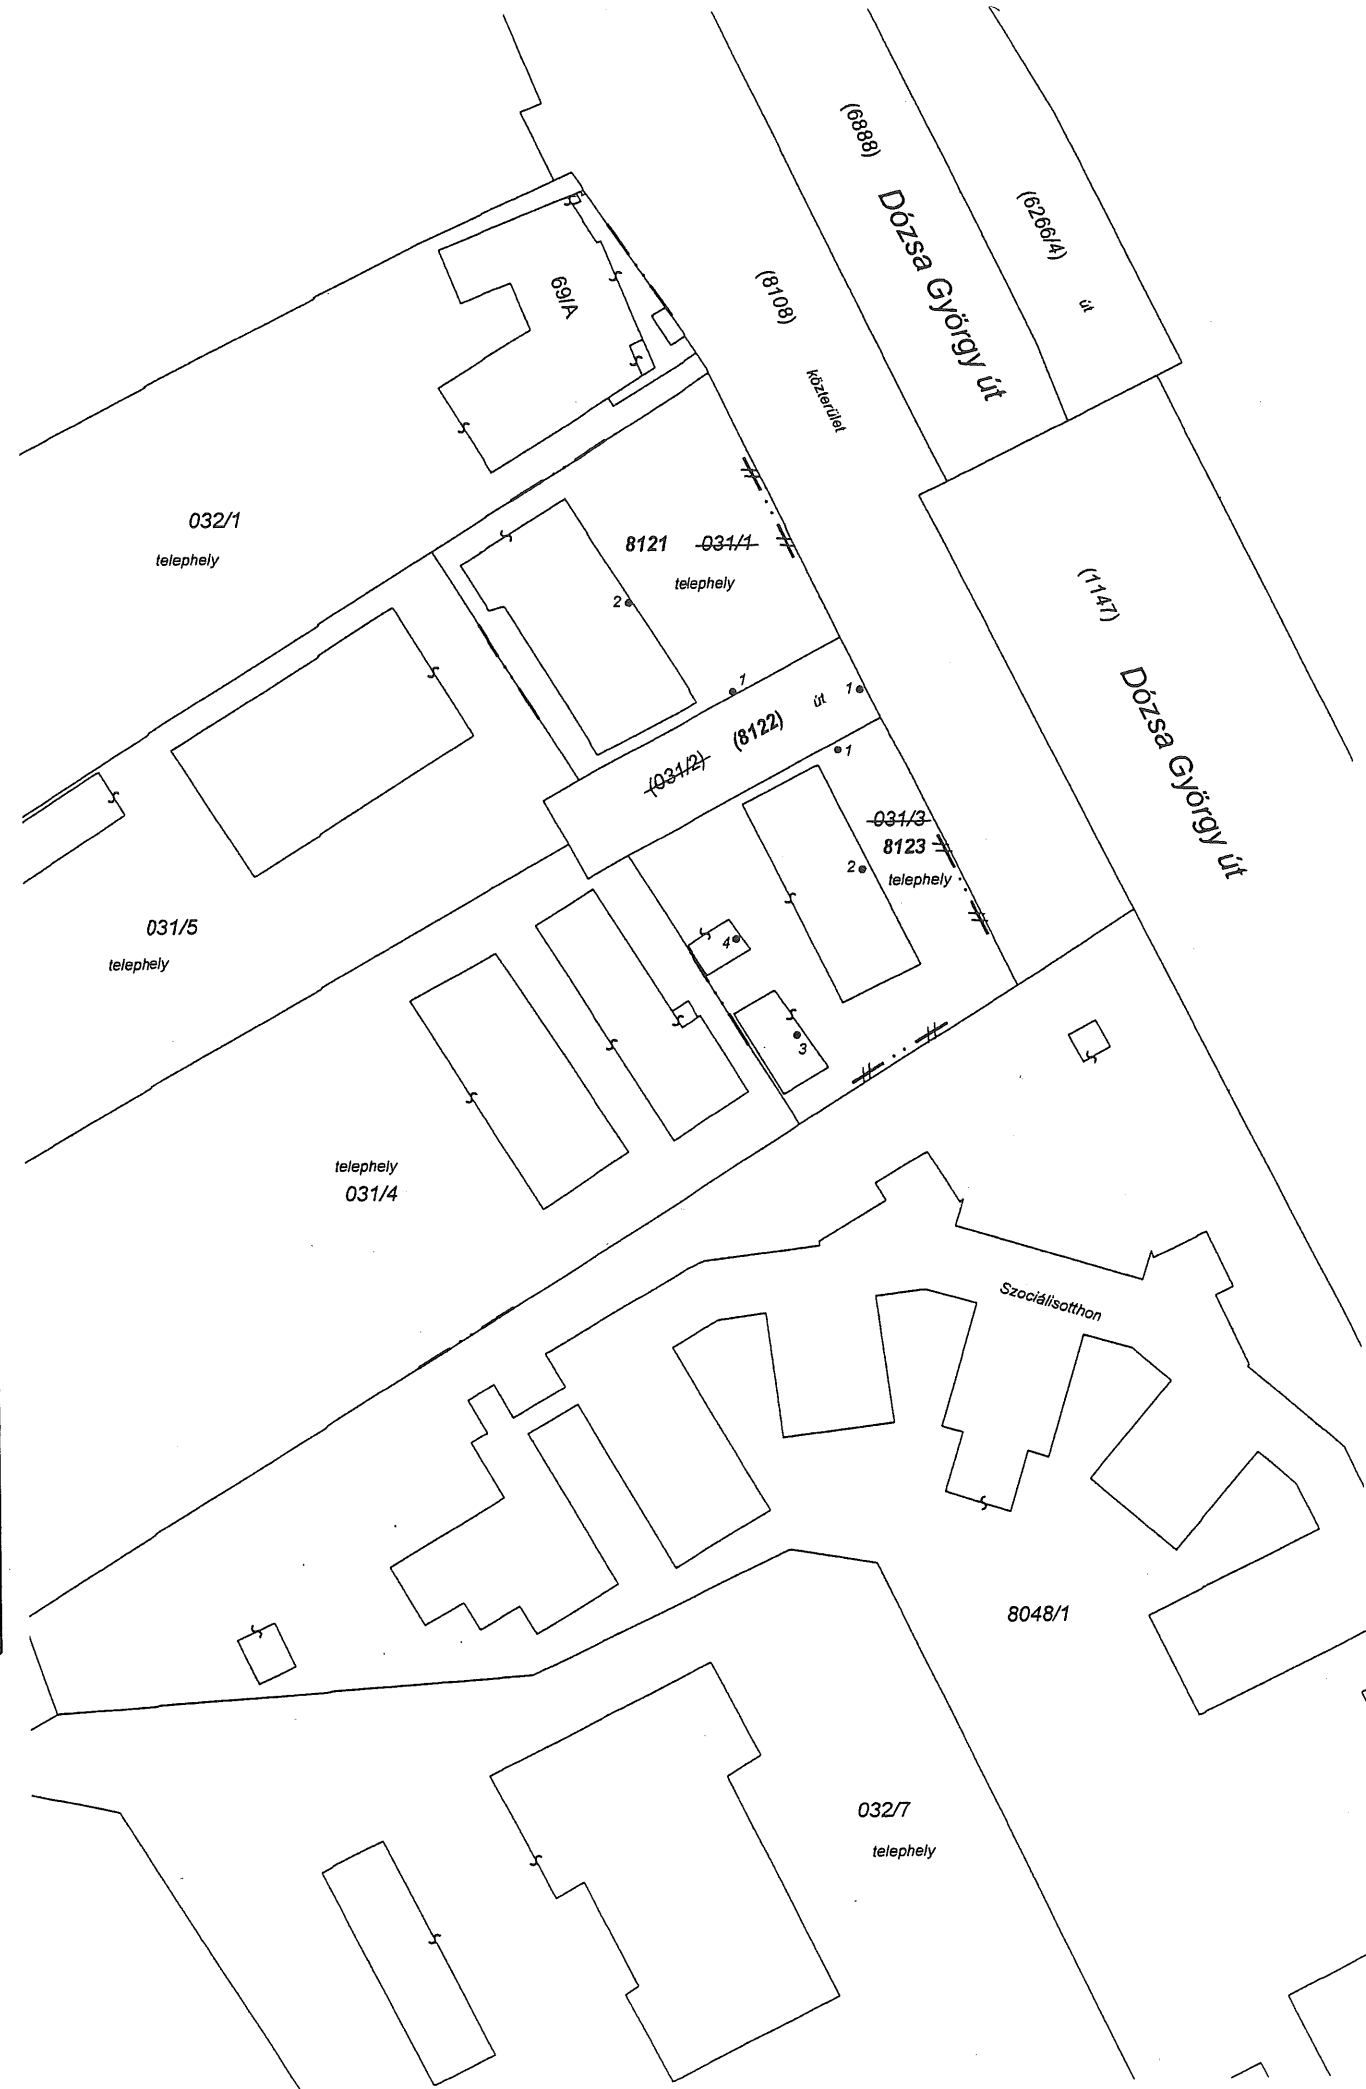 (6888)
Dózsa György út
(6266/4)
út
(8108)
közterület
69/A
032/1
telephely
8121 031/1
telephely
2
1
(1147)
Dózsa György út
(031/2) (8122) út
1
1
031/3
8123
telephely
2
4
3
031/5
telephely
telephely
031/4
Szociálisotthon
8048/1
032/7
telephely